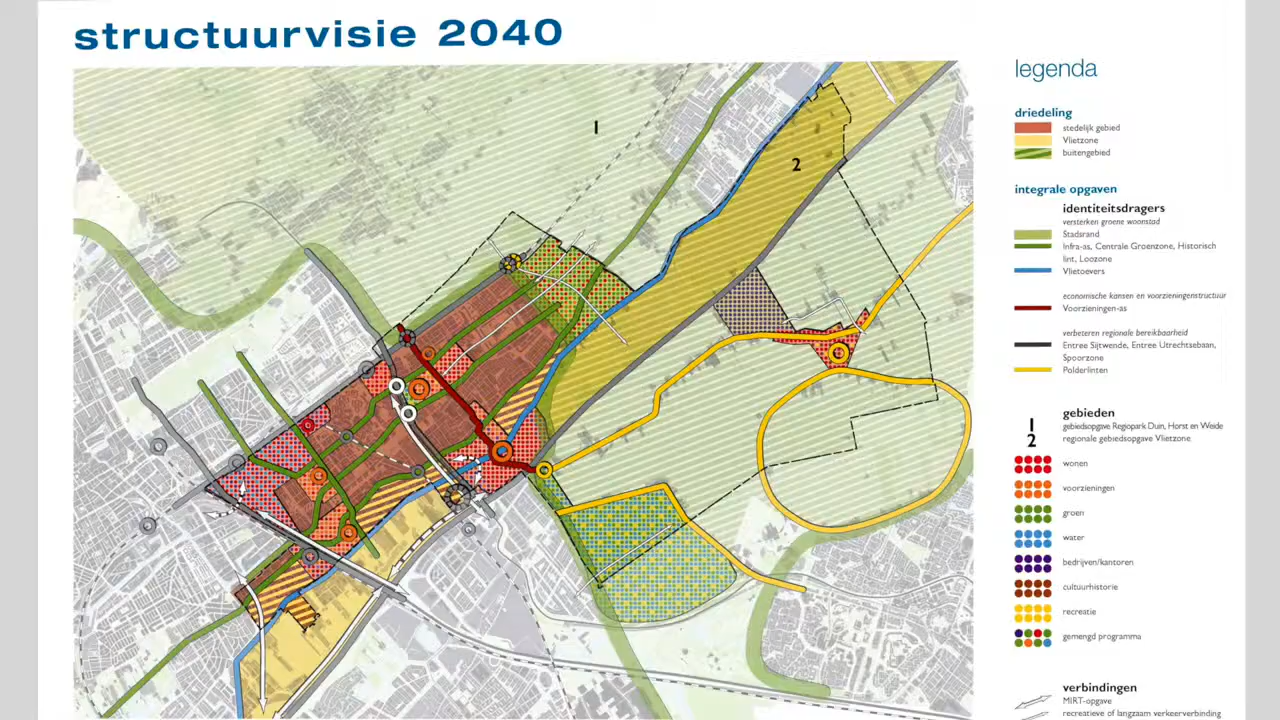 structuurvisie 2040
1
2
legenda
driedeling
stedelijk gebied
Vlietzone
buitengebied
integrale opgaven
identiteitsdragers
versterken groene woonstad
Stadsrand
Infra-as, Centrale Groenzone, Historisch
lint, Loozone
Vlietoevers
economische kansen en voorzieningenstructuur
Voorzieningen-as
verbeteren regionale bereikbaarheid
Entree Sijtwende, Entree Utrechtsebaan,
Spoorzone
Polderlinten
gebieden
1 gebiedsopgave Regiopark Duin, Horst en Weide
2 regionale gebiedsopgave Vlietzone
wonen
voorzieningen
groen
water
bedrijven/kantoren
cultuurhistorie
recreatie
gemengd programma
verbindingen
MIRT-opgave
recreatieve of langzaam verkeerverbinding